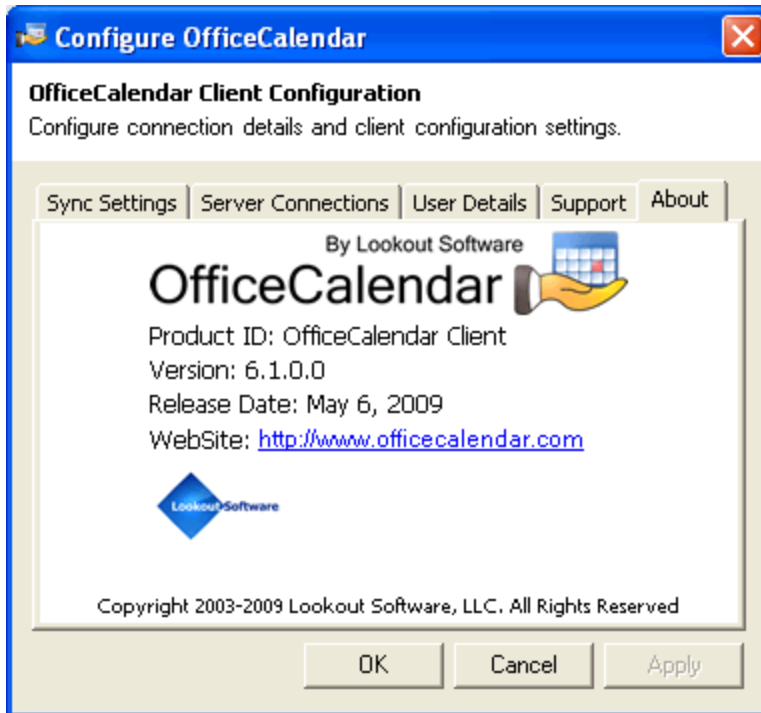 Configure OfficeCalendar
OfficeCalendar Client Configuration
Configure connection details and client configuration settings.
Sync Settings
Server Connections
User Details
Support
About
By Lookout Software
OfficeCalendar
Product ID: OfficeCalendar Client
Version: 6.1.0.0
Release Date: May 6, 2009
WebSite: http://www.officecalendar.com
Lookout Software
Copyright 2003-2009 Lookout Software, LLC. All Rights Reserved
OK
Cancel
Apply